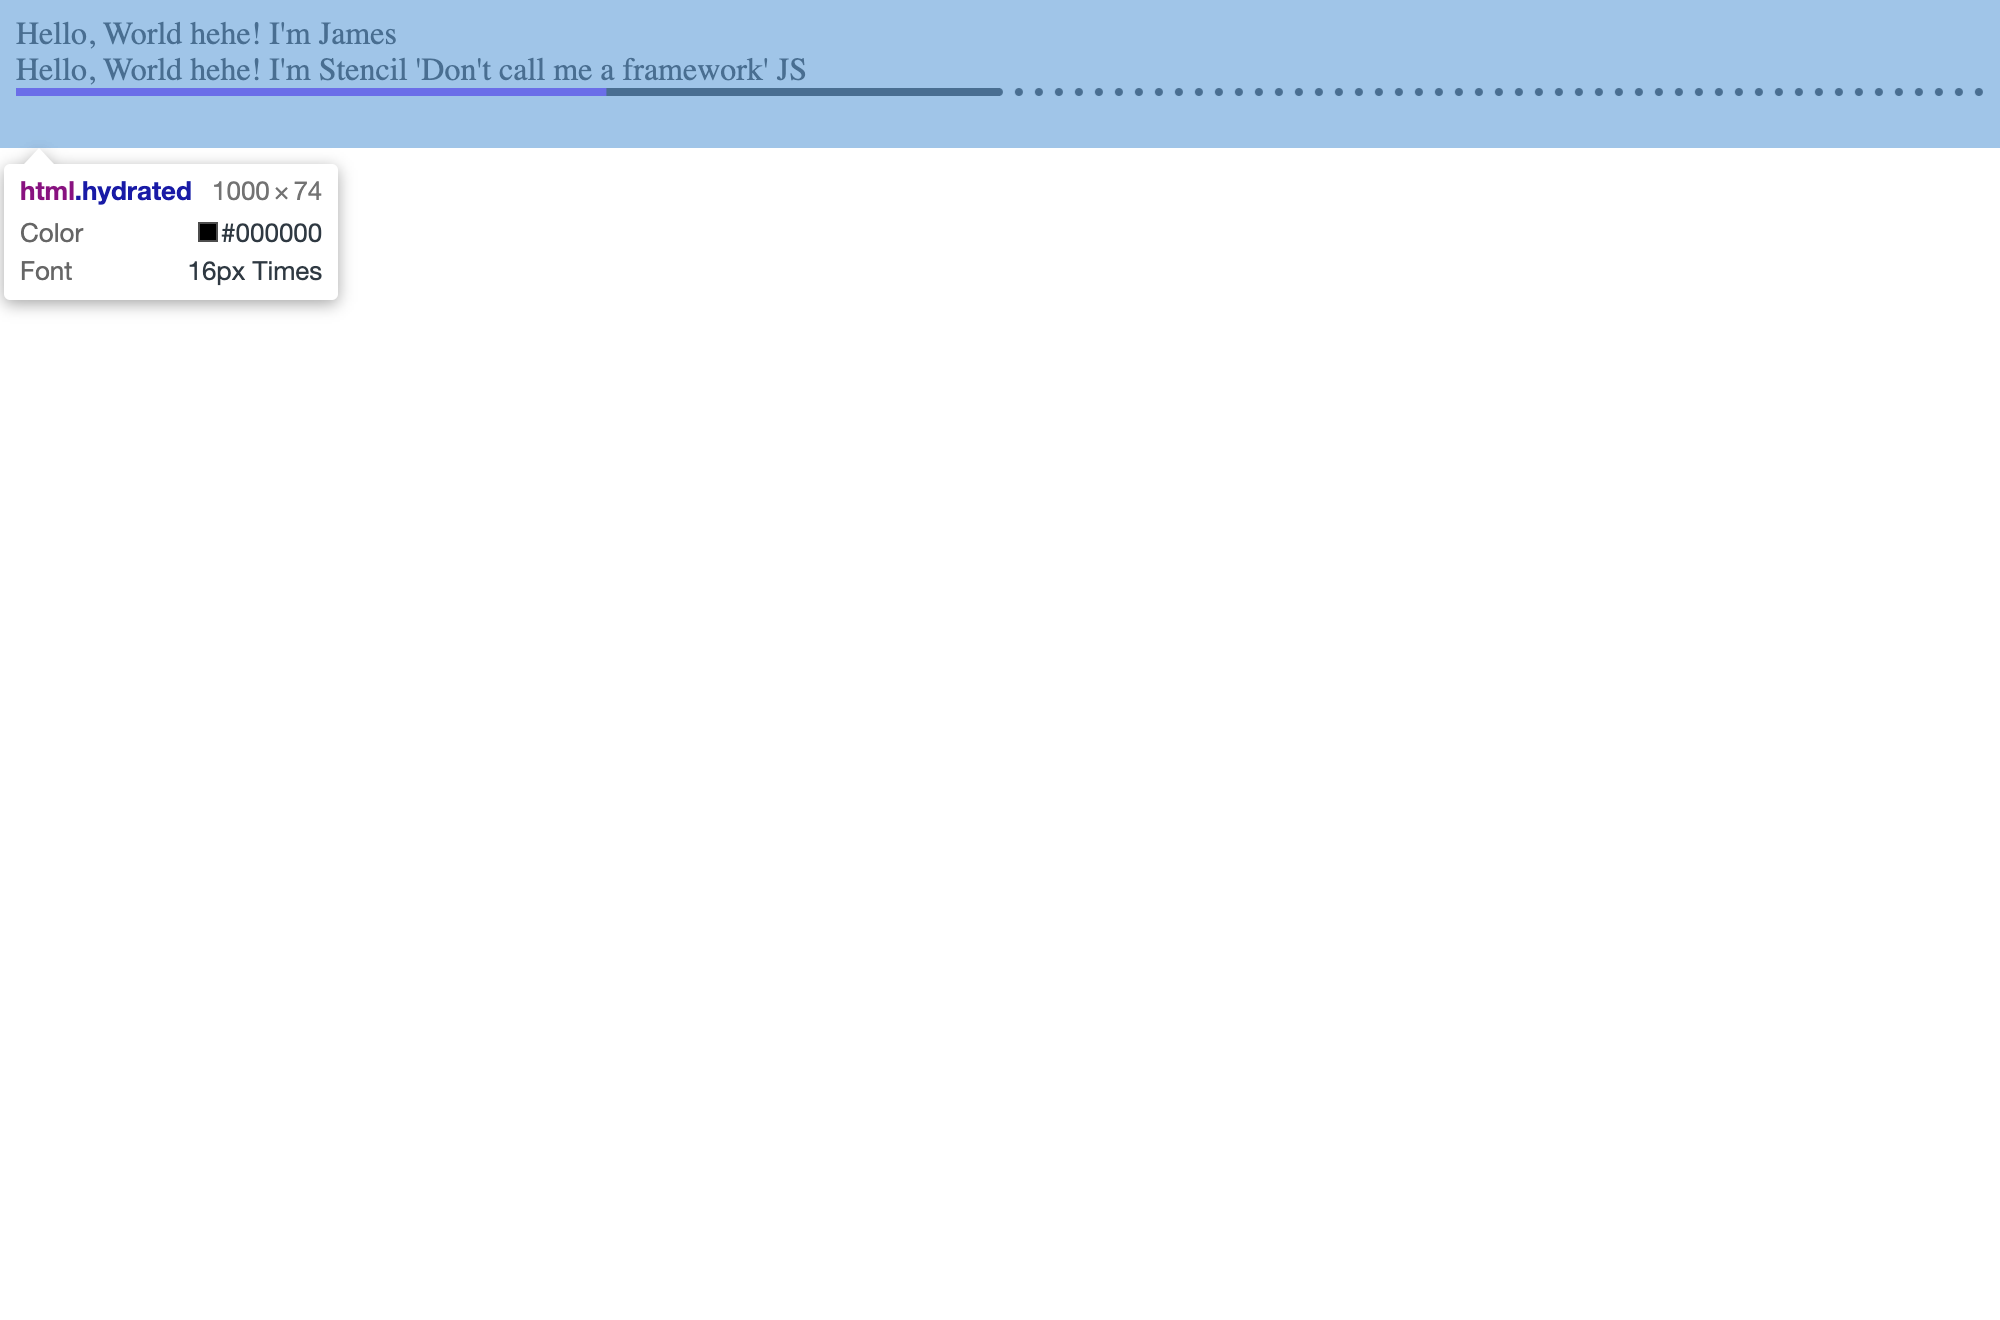 Hello, World hehe! I'm James
Hello, World hehe! I'm Stencil 'Don't call me a framework' JS
html.hydrated 1000 × 74
Color #000000
Font 16px Times